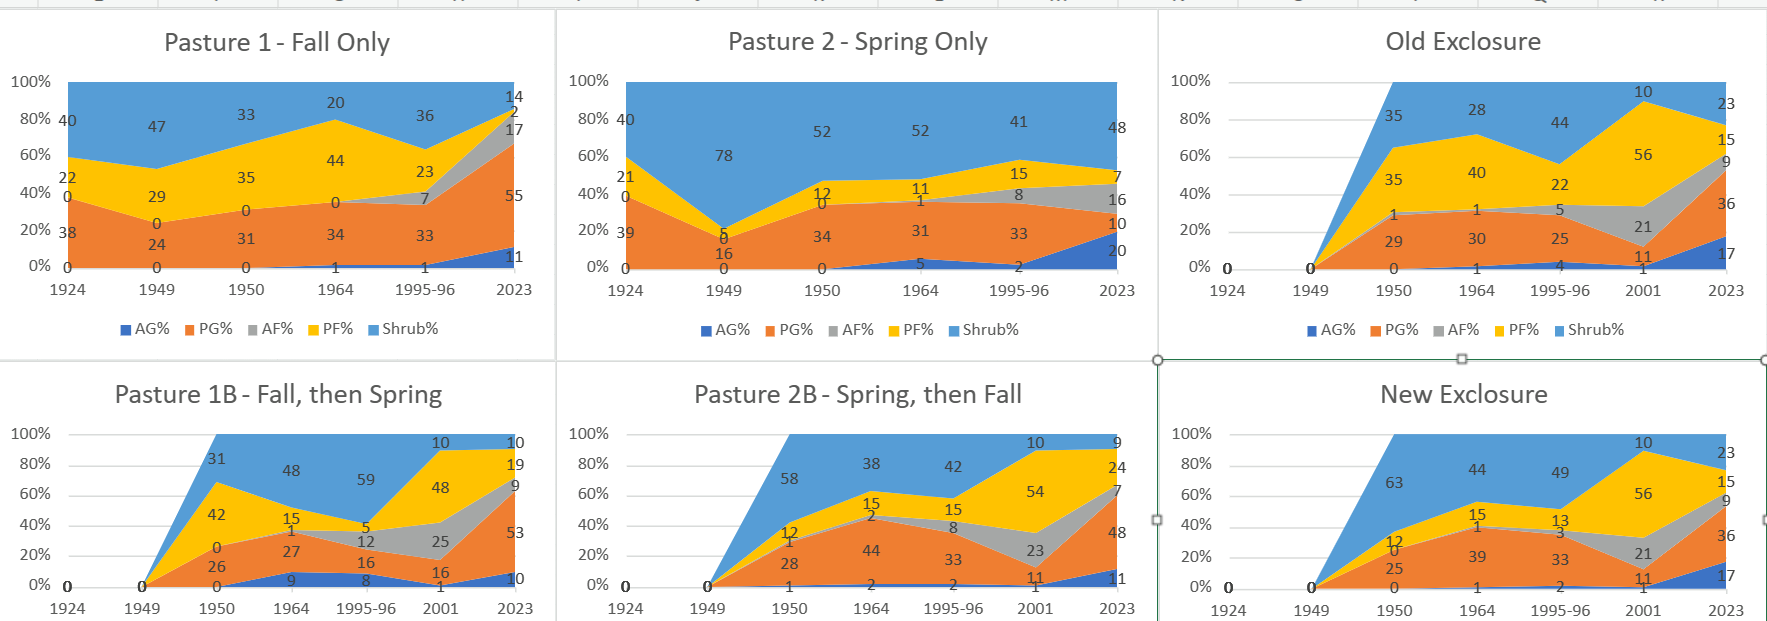 Pasture 1 - Fall Only
100%
80%
60%
40%
20%
0%
40 47 33 20 36 14
22 29 35 44 23 2
0 0 0 0 7 17
38 24 31 34 33 55
0 0 0 1 1 11
1924 1949 1950 1964 1995-96 2023
AG% PG% AF% PF% Shrub%
Pasture 2 - Spring Only
100%
80%
60%
40%
20%
0%
40 78 52 52 41 48
21 5 12 11 15 7
0 0 0 1 8 16
39 16 34 31 33 10
0 0 0 5 2 20
1924 1949 1950 1964 1995-96 2023
AG% PG% AF% PF% Shrub%
Old Exclosure
100%
80%
60%
40%
20%
0%
35 28 44 10 23
35 40 22 56 15
1 1 5 21 9
29 30 25 11 36
0 0 0 1 4 1 17
1924 1949 1950 1964 1995-96 2001 2023
AG% PG% AF% PF% Shrub%
Pasture 1B - Fall, then Spring
100%
80%
60%
40%
20%
0%
31 48 59 10 10
42 15 5 48 19
0 1 12 25 9
26 27 16 16 53
0 0 0 9 8 1 10
1924 1949 1950 1964 1995-96 2001 2023
Pasture 2B - Spring, then Fall
100%
80%
60%
40%
20%
0%
58 38 42 10 9
12 15 15 54 24
1 2 8 23 7
28 44 33 11 48
0 0 1 2 2 1 11
1924 1949 1950 1964 1995-96 2001 2023
New Exclosure
100%
80%
60%
40%
20%
0%
63 44 49 10 23
12 15 13 56 15
0 1 3 21 9
25 39 33 11 36
0 0 0 1 2 1 17
1924 1949 1950 1964 1995-96 2001 2023